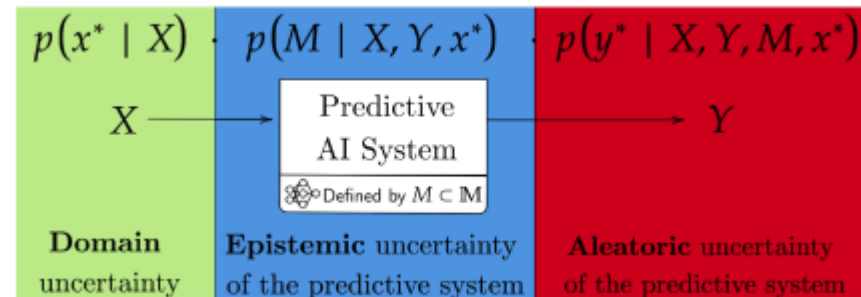 p(x* | X) · p(M | X, Y, x*) · p(y* | X, Y, M, x*)
X
Predictive
AI System
Y
Defined by M ⊂ 𝕄
Domain
uncertainty
Epistemic uncertainty
of the predictive system
Aleatoric uncertainty
of the predictive system